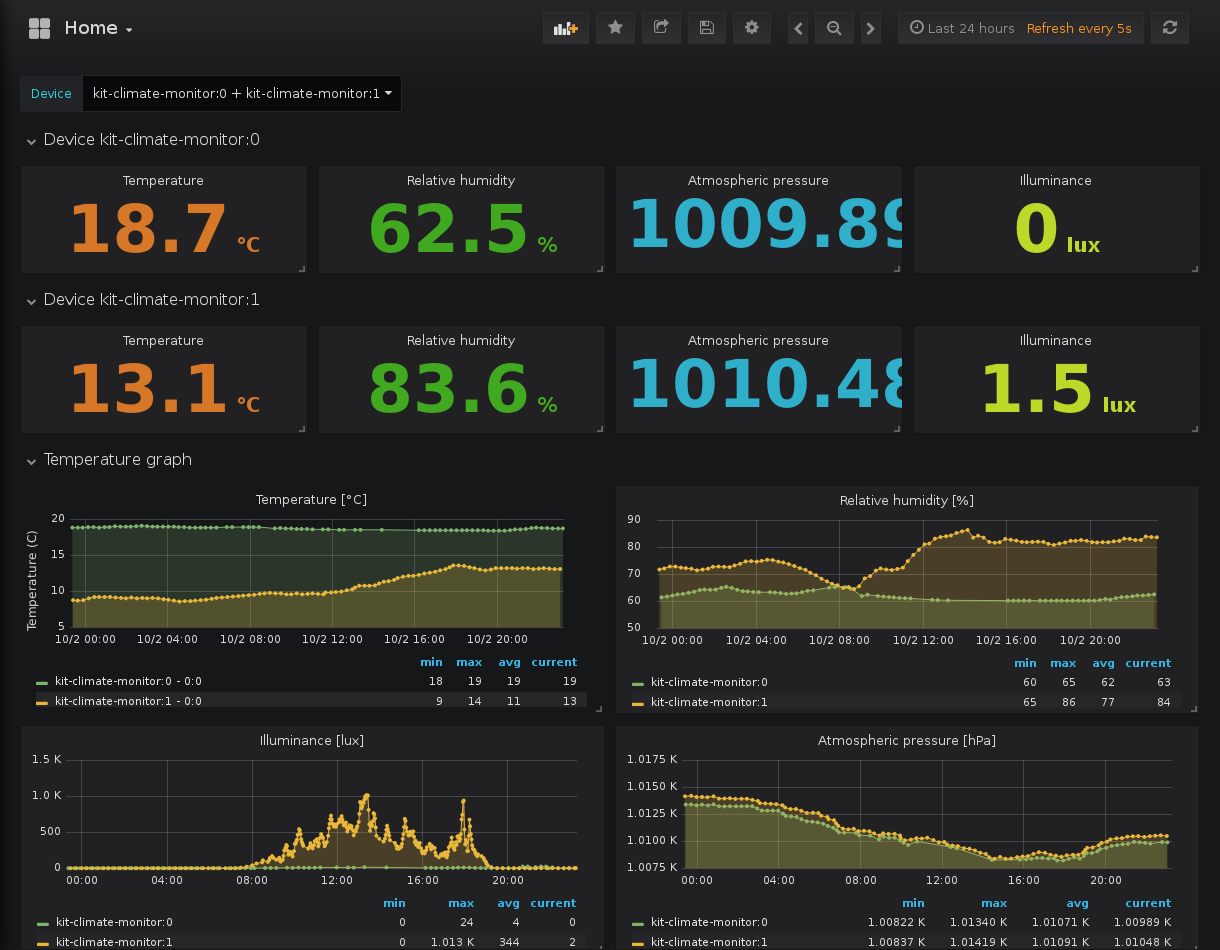 Home
Last 24 hours Refresh every 5s
Device kit-climate-monitor:0 + kit-climate-monitor:1
Device kit-climate-monitor:0
Temperature Relative humidity Atmospheric pressure Illuminance
18.7 °C 62.5 % 1009.89 0 lux
Device kit-climate-monitor:1
Temperature Relative humidity Atmospheric pressure Illuminance
13.1 °C 83.6 % 1010.48 1.5 lux
Temperature graph
Temperature [°C]
Temperature (C)
20
15
10
5
10/2 00:00 10/2 04:00 10/2 08:00 10/2 12:00 10/2 16:00 10/2 20:00
min max avg current
kit-climate-monitor:0 - 0:0 18 19 19 19
kit-climate-monitor:1 - 0:0 9 14 11 13
Relative humidity [%]
90
80
70
60
50
10/2 00:00 10/2 04:00 10/2 08:00 10/2 12:00 10/2 16:00 10/2 20:00
min max avg current
kit-climate-monitor:0 60 65 62 63
kit-climate-monitor:1 65 86 77 84
Illuminance [lux]
1.5 K
1.0 K
500
0
00:00 04:00 08:00 12:00 16:00 20:00
min max avg current
kit-climate-monitor:0 0 24 4 0
kit-climate-monitor:1 0 1.013 K 344 2
Atmospheric pressure [hPa]
1.0175 K
1.0150 K
1.0125 K
1.0100 K
1.0075 K
00:00 04:00 08:00 12:00 16:00 20:00
min max avg current
kit-climate-monitor:0 1.00822 K 1.01340 K 1.01071 K 1.00989 K
kit-climate-monitor:1 1.00837 K 1.01419 K 1.01091 K 1.01048 K